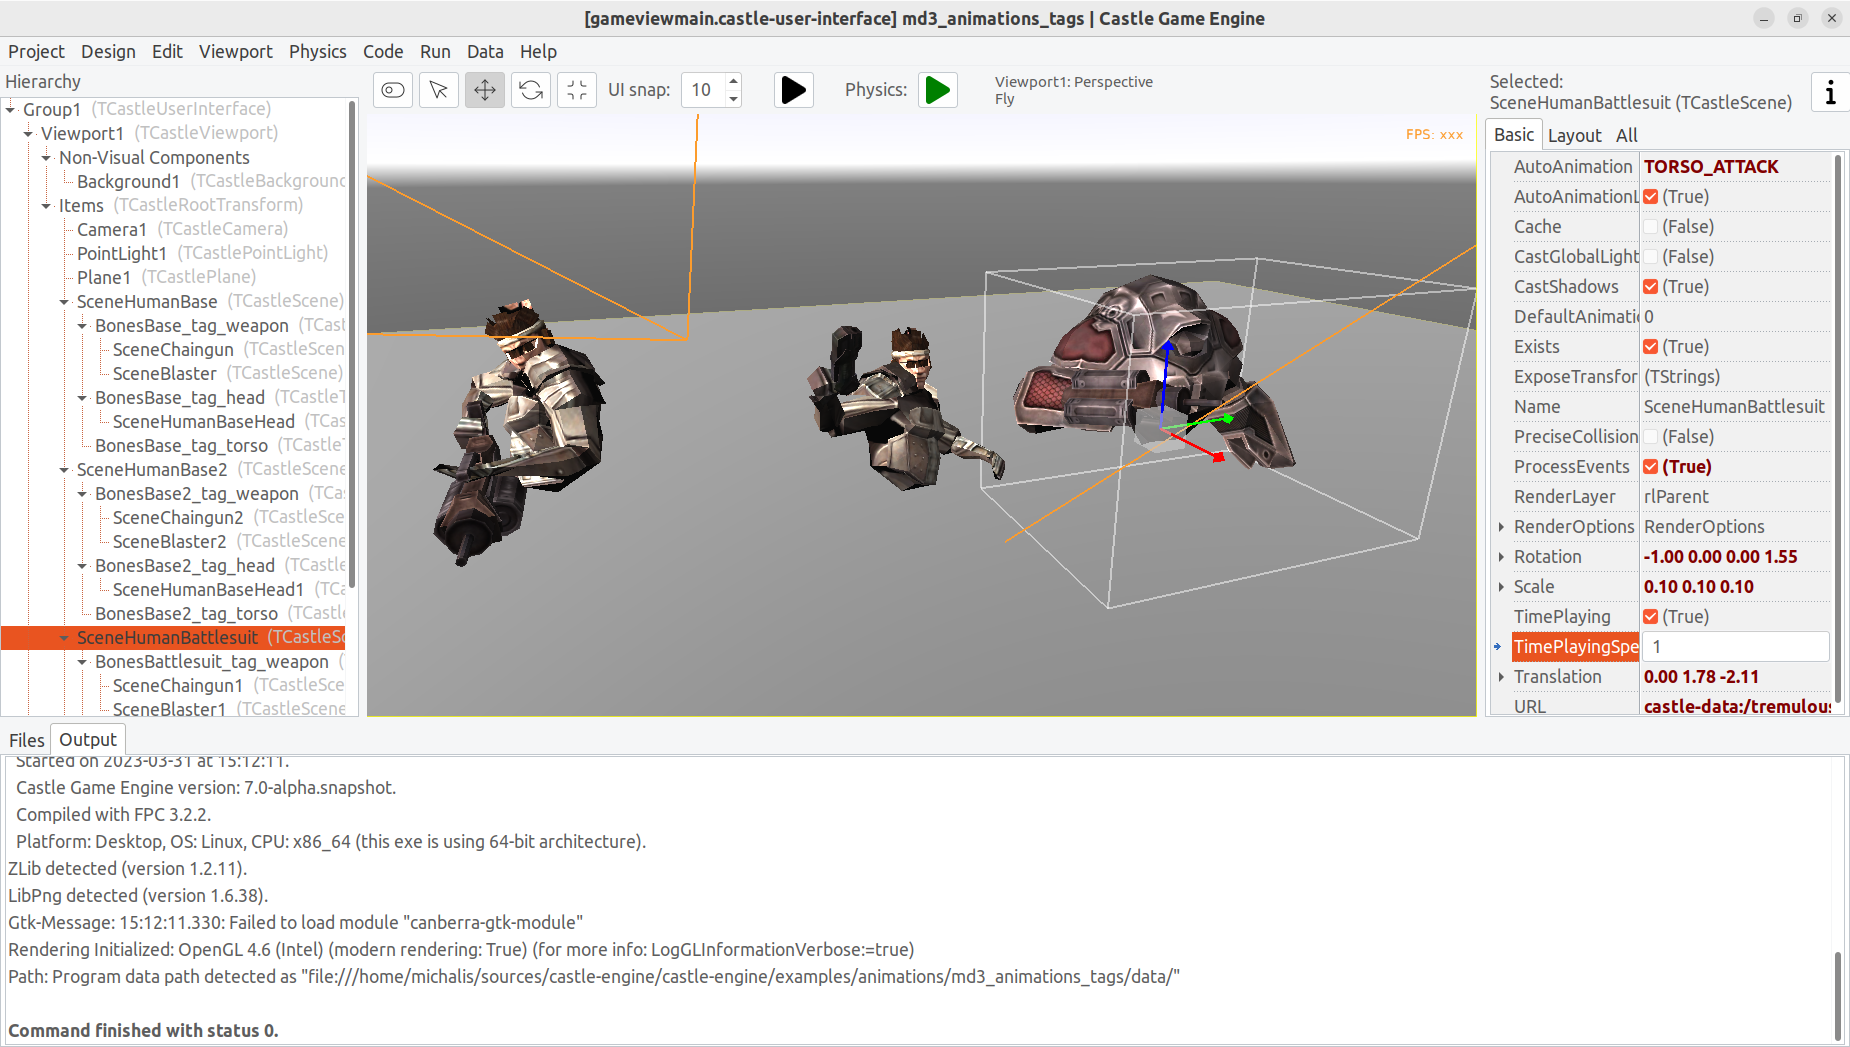 [gameviewmain.castle-user-interface] md3_animations_tags | Castle Game Engine
Project Design Edit Viewport Physics Code Run Data Help
Hierarchy
Group1 (TCastleUserInterface)
Viewport1 (TCastleViewport)
Non-Visual Components
Background1 (TCastleBackground
Items (TCastleRootTransform)
Camera1 (TCastleCamera)
PointLight1 (TCastlePointLight)
Plane1 (TCastlePlane)
SceneHumanBase (TCastleScene)
BonesBase_tag_weapon (TCast
SceneChaingun (TCastleScen
SceneBlaster (TCastleScene)
BonesBase_tag_head (TCastleT
SceneHumanBaseHead (TCas
BonesBase_tag_torso (TCastleT
SceneHumanBase2 (TCastleScene)
BonesBase2_tag_weapon (TCas
SceneChaingun2 (TCastleSce
SceneBlaster2 (TCastleScene
BonesBase2_tag_head (TCastle
SceneHumanBaseHead1 (TCa
BonesBase2_tag_torso (TCastle
SceneHumanBattlesuit (TCastleSc
BonesBattlesuit_tag_weapon (
SceneChaingun1 (TCastleSce
SceneBlaster1 (TCastleScene
UI snap: 10
Physics:
Viewport1: Perspective
Fly
FPS: xxx
Selected:
SceneHumanBattlesuit (TCastleScene)
i
Basic Layout All
AutoAnimation TORSO_ATTACK
AutoAnimationL (True)
Cache (False)
CastGlobalLight (False)
CastShadows (True)
DefaultAnimatio 0
Exists (True)
ExposeTransfor (TStrings)
Name SceneHumanBattlesuit
PreciseCollision (False)
ProcessEvents (True)
RenderLayer rlParent
RenderOptions RenderOptions
Rotation -1.00 0.00 0.00 1.55
Scale 0.10 0.10 0.10
TimePlaying (True)
TimePlayingSpe 1
Translation 0.00 1.78 -2.11
URL castle-data:/tremulous
Files Output
Started on 2023-03-31 at 15:12:11.
Castle Game Engine version: 7.0-alpha.snapshot.
Compiled with FPC 3.2.2.
Platform: Desktop, OS: Linux, CPU: x86_64 (this exe is using 64-bit architecture).
ZLib detected (version 1.2.11).
LibPng detected (version 1.6.38).
Gtk-Message: 15:12:11.330: Failed to load module "canberra-gtk-module"
Rendering Initialized: OpenGL 4.6 (Intel) (modern rendering: True) (for more info: LogGLInformationVerbose:=true)
Path: Program data path detected as "file:///home/michalis/sources/castle-engine/castle-engine/examples/animations/md3_animations_tags/data/"
Command finished with status 0.